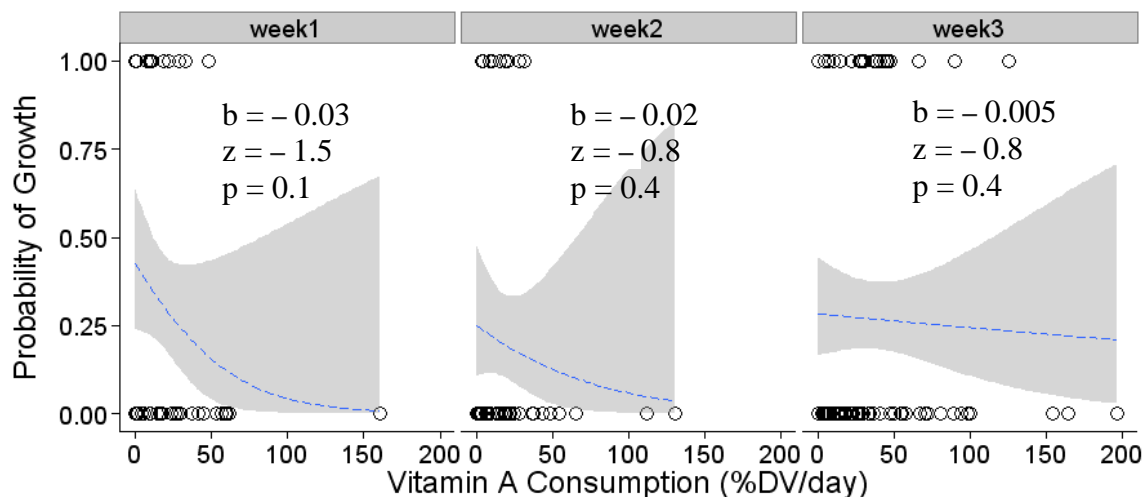 week1 week2 week3
1.00
0.75
0.50
0.25
0.00
Probability of Growth
b = – 0.03
z = – 1.5
p = 0.1
b = – 0.02
z = – 0.8
p = 0.4
b = – 0.005
z = – 0.8
p = 0.4
0 50 100 150 200 0 50 100 150 200 0 50 100 150 200
Vitamin A Consumption (%DV/day)